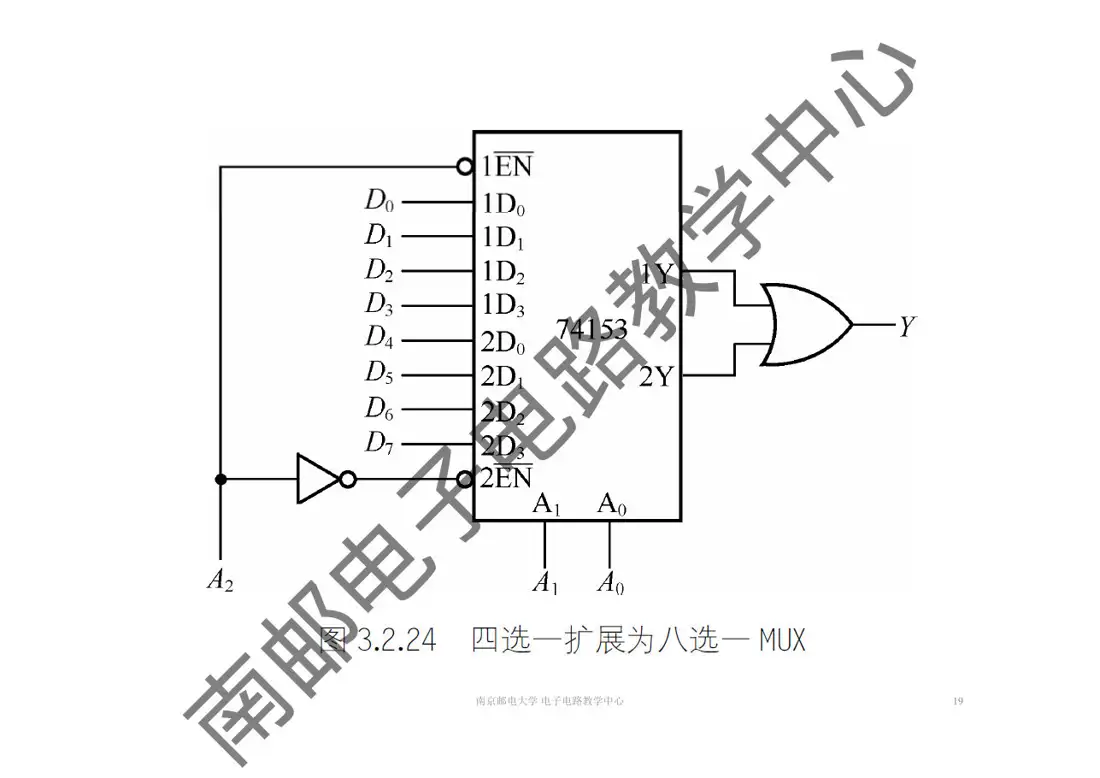 1E̅N̅
D₀ 1D₀
D₁ 1D₁
D₂ 1D₂ 1Y
D₃ 1D₃
74153 Y
D₄ 2D₀
D₅ 2D₁ 2Y
D₆ 2D₂
D₇ 2D₃
2E̅N̅
A₁ A₀
A₂ A₁ A₀
图 3.2.24 四选一扩展为八选一 MUX
南京邮电大学 电子电路教学中心 19
南邮电子电路教学中心